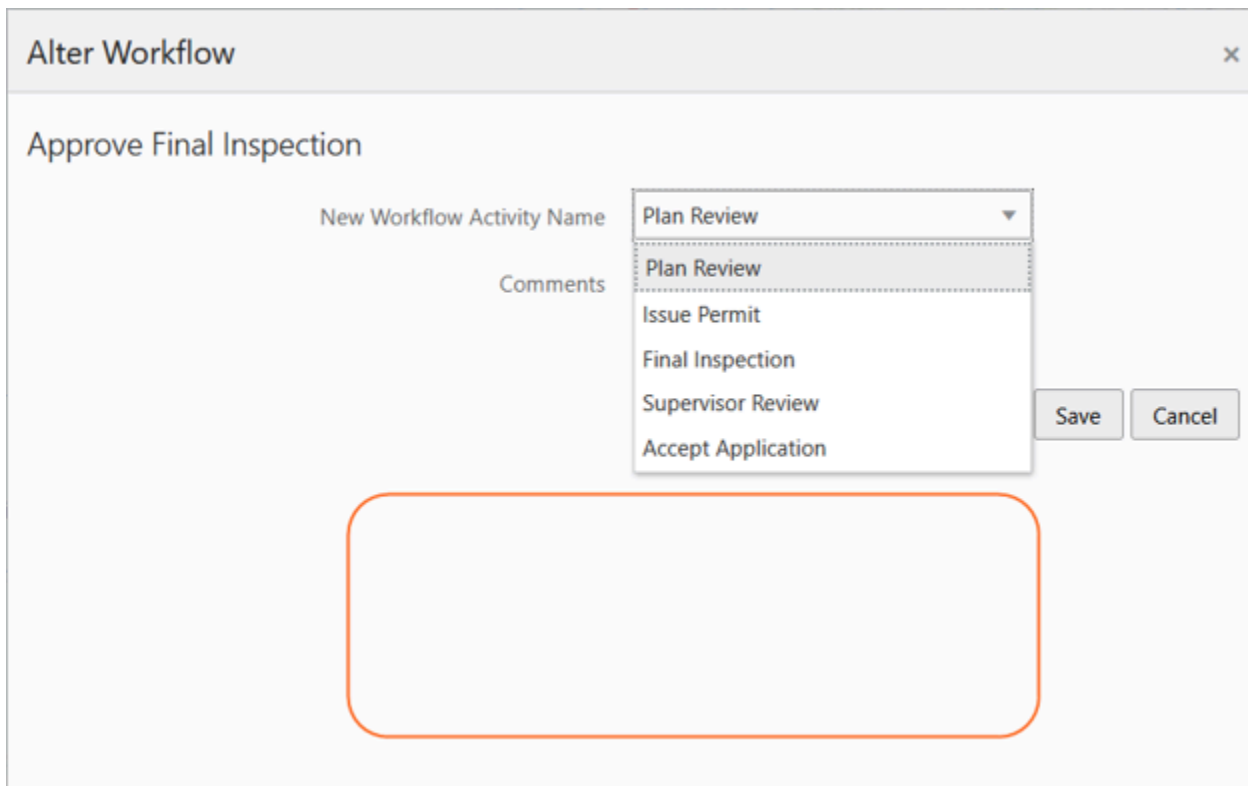 Alter Workflow ×
Approve Final Inspection
New Workflow Activity Name Plan Review
Comments
Plan Review
Issue Permit
Final Inspection
Supervisor Review
Accept Application
Save Cancel